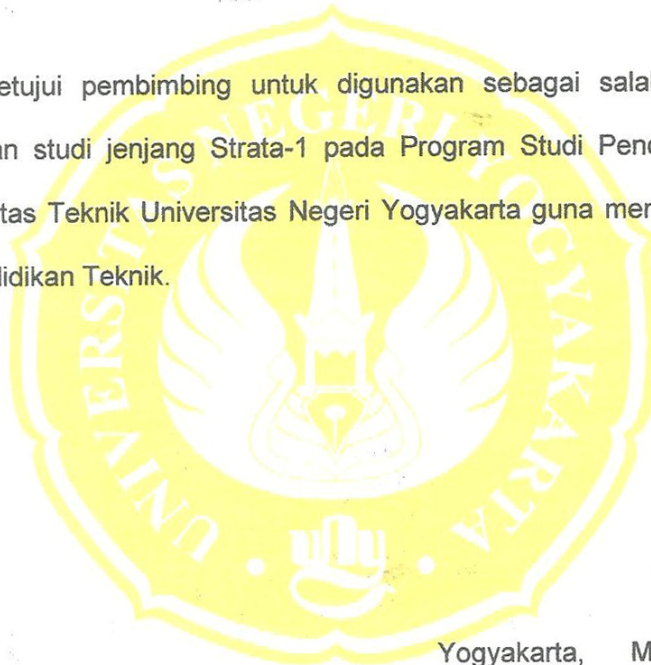 etujui pembimbing untuk digunakan sebagai sala
an studi jenjang Strata-1 pada Program Studi Pen
tas Teknik Universitas Negeri Yogyakarta guna me
didikan Teknik.
UNIVERSITAS NEGERI YOGYAKARTA
Yogyakarta, M